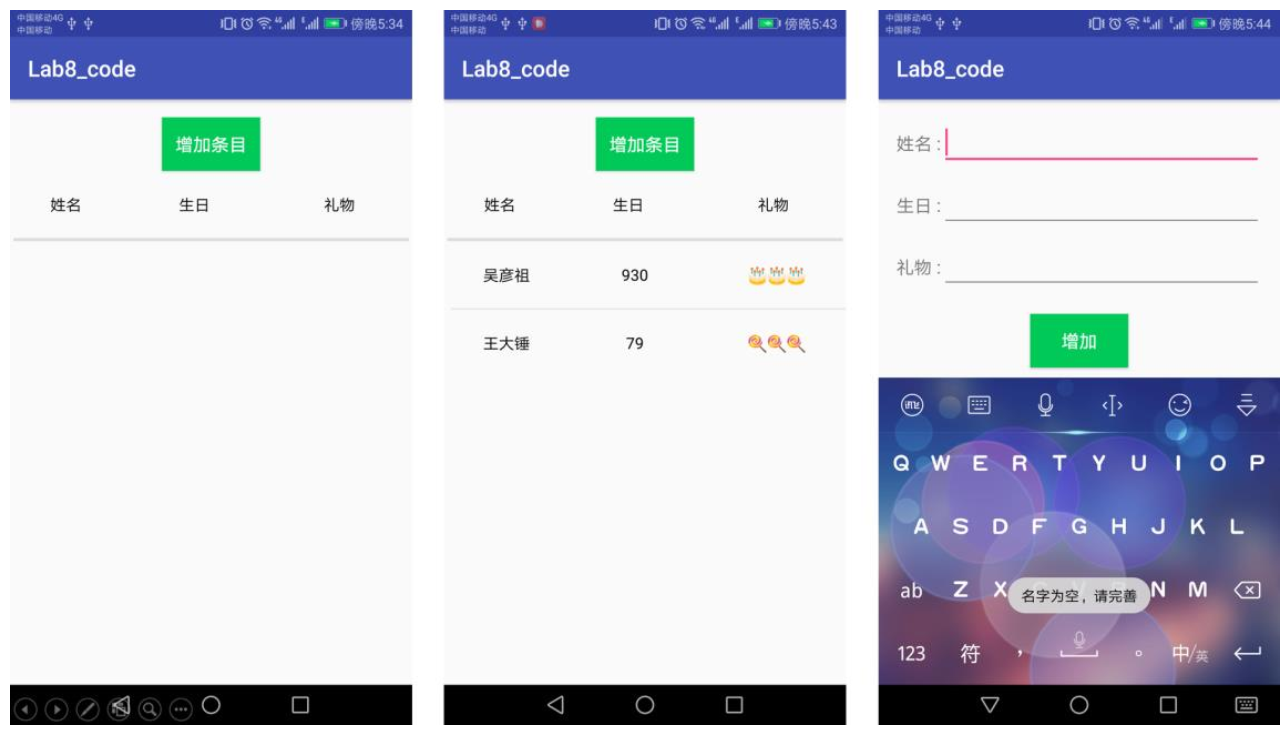 中国移动4G
中国移动
傍晚5:34
Lab8_code
增加条目
姓名 生日 礼物
中国移动4G
中国移动
傍晚5:43
Lab8_code
增加条目
姓名 生日 礼物
吴彦祖 930 🎂🎂🎂
王大锤 79 🍭🍭🍭
中国移动4G
中国移动
傍晚5:44
Lab8_code
姓名:
生日:
礼物:
增加
Q W E R T Y U I O P
A S D F G H J K L
ab Z X N M
名字为空，请完善
123 符 ， 。 中/英